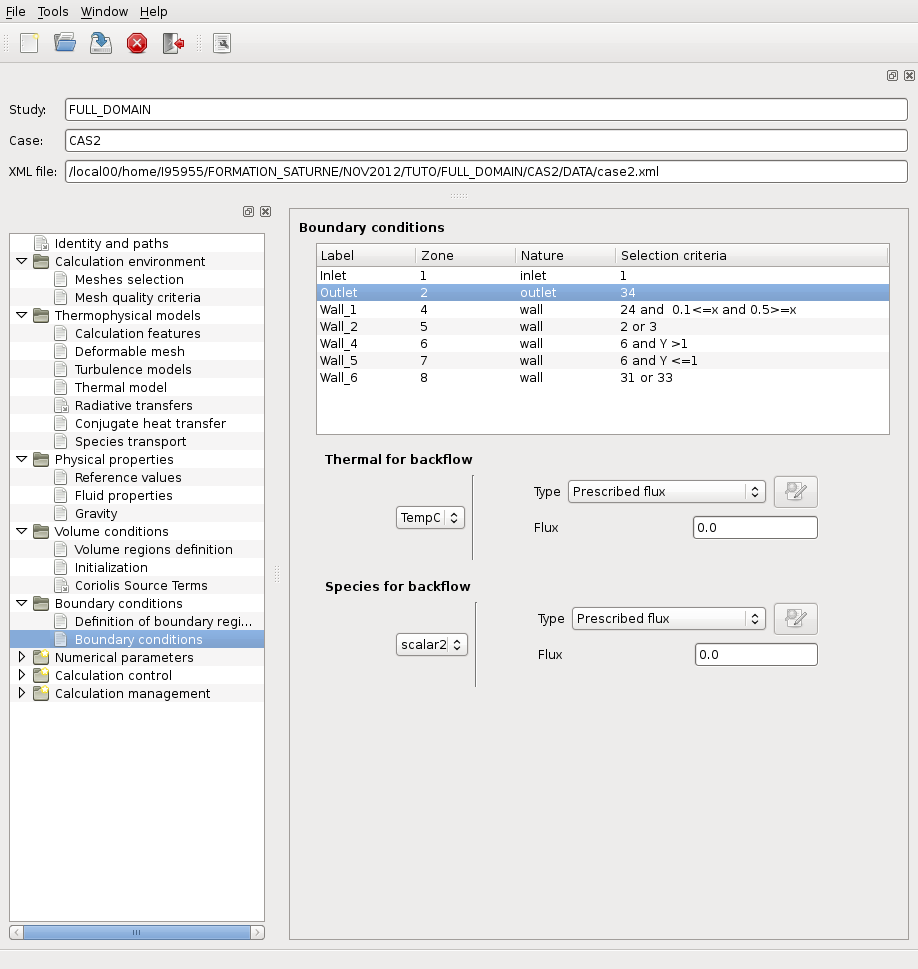 File Tools Window Help
Study: FULL_DOMAIN
Case: CAS2
XML file: /local00/home/I95955/FORMATION_SATURNE/NOV2012/TUTO/FULL_DOMAIN/CAS2/DATA/case2.xml
Identity and paths
Calculation environment
Meshes selection
Mesh quality criteria
Thermophysical models
Calculation features
Deformable mesh
Turbulence models
Thermal model
Radiative transfers
Conjugate heat transfer
Species transport
Physical properties
Reference values
Fluid properties
Gravity
Volume conditions
Volume regions definition
Initialization
Coriolis Source Terms
Boundary conditions
Definition of boundary regi...
Boundary conditions
Numerical parameters
Calculation control
Calculation management
Boundary conditions
Label Zone Nature Selection criteria
Inlet 1 inlet 1
Outlet 2 outlet 34
Wall_1 4 wall 24 and 0.1<=x and 0.5>=x
Wall_2 5 wall 2 or 3
Wall_4 6 wall 6 and Y >1
Wall_5 7 wall 6 and Y <=1
Wall_6 8 wall 31 or 33
Thermal for backflow
TempC
Type Prescribed flux
Flux 0.0
Species for backflow
scalar2
Type Prescribed flux
Flux 0.0